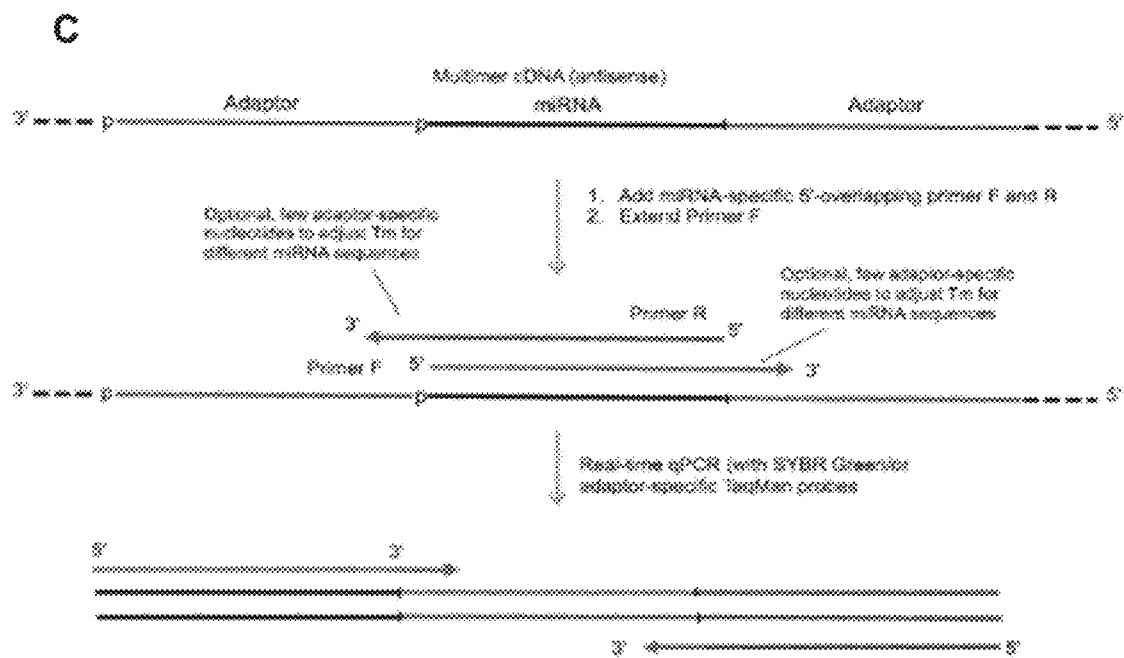 C
Multimer cDNA (antisense)
Adaptor miRNA Adaptor
3' p p 5'
1. Add miRNA-specific 5'-overlapping primer F and R
2. Extend Primer F
Optional, few adaptor-specific
nucleotides to adjust Tm for
different miRNA sequences
Optional, few adaptor-specific
nucleotides to adjust Tm for
different miRNA sequences
3' Primer R 5'
Primer F 5' 3'
3' p p 5'
Real-time qPCR (with SYBR Green/or
adaptor-specific TaqMan probes
5' 3'
3' 5'